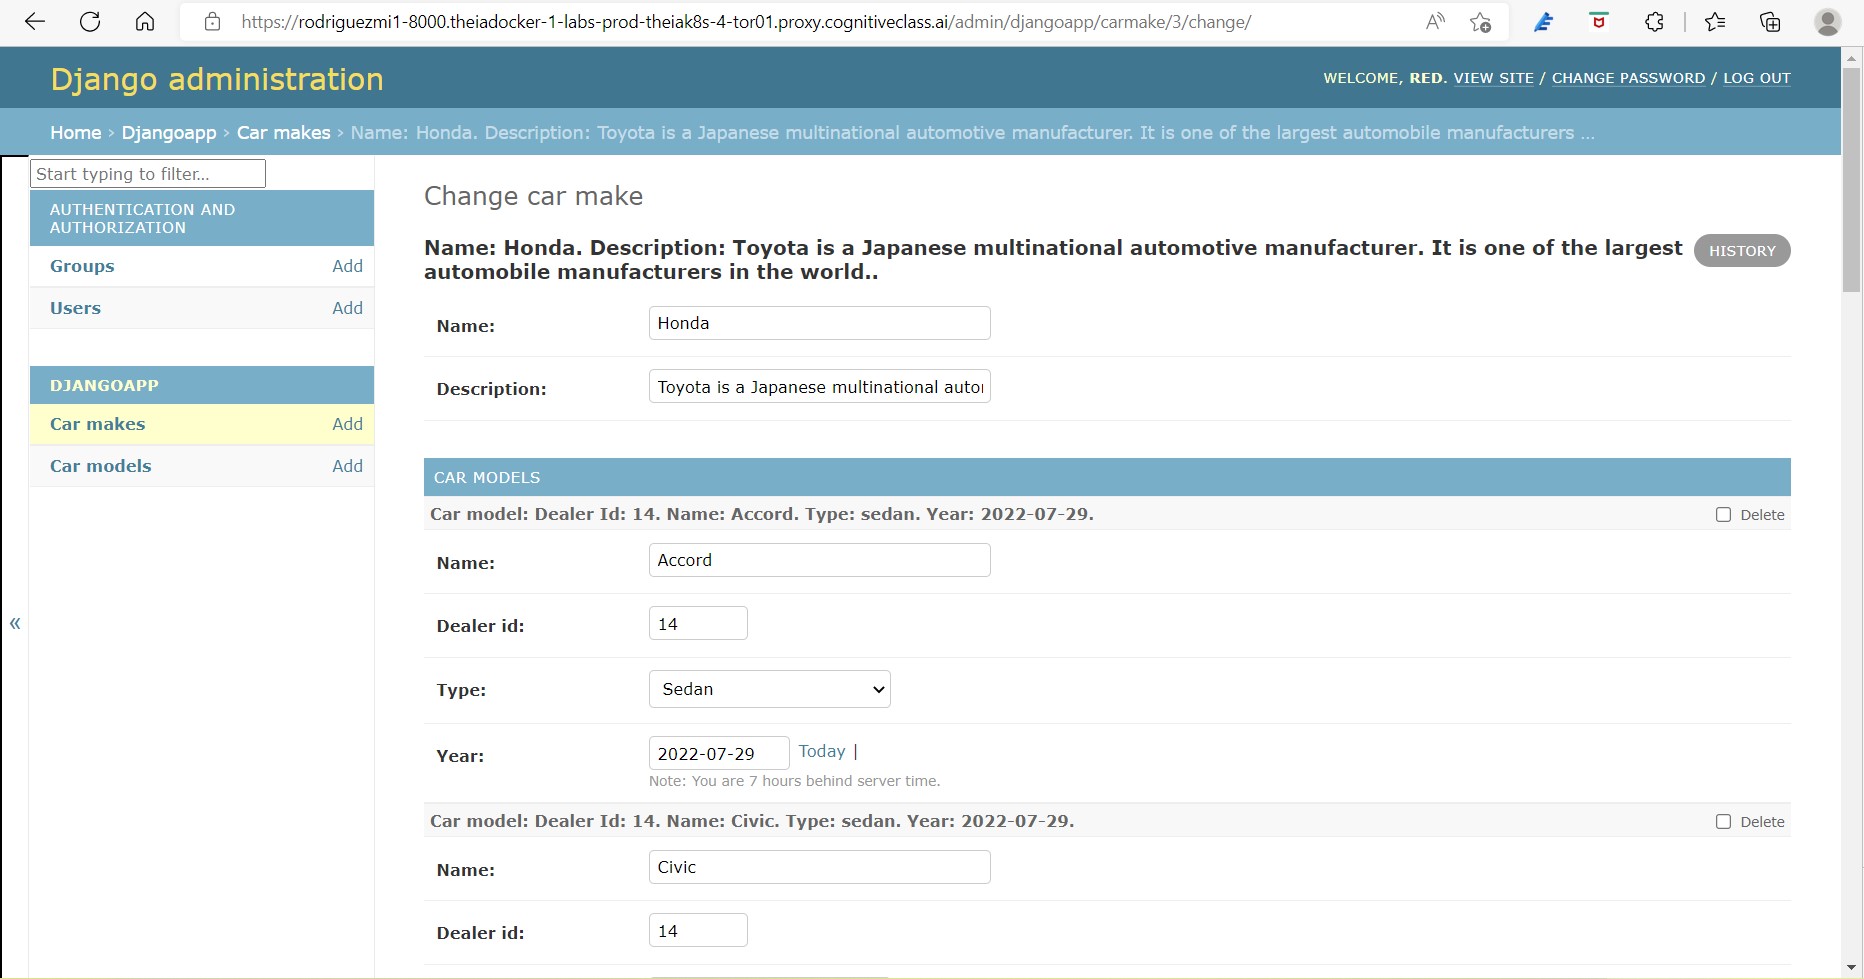 https://rodriguezmi1-8000.theiadocker-1-labs-prod-theiak8s-4-tor01.proxy.cognitiveclass.ai/admin/djangoapp/carmake/3/change/
Django administration
WELCOME, RED. VIEW SITE / CHANGE PASSWORD / LOG OUT
Home › Djangoapp › Car makes › Name: Honda. Description: Toyota is a Japanese multinational automotive manufacturer. It is one of the largest automobile manufacturers ...
Start typing to filter...
AUTHENTICATION AND
AUTHORIZATION
Groups Add
Users Add
DJANGOAPP
Car makes Add
Car models Add
«
Change car make
Name: Honda. Description: Toyota is a Japanese multinational automotive manufacturer. It is one of the largest
automobile manufacturers in the world..
HISTORY
Name: Honda
Description: Toyota is a Japanese multinational auto
CAR MODELS
Car model: Dealer Id: 14. Name: Accord. Type: sedan. Year: 2022-07-29. Delete
Name: Accord
Dealer id: 14
Type: Sedan
Year: 2022-07-29 Today |
Note: You are 7 hours behind server time.
Car model: Dealer Id: 14. Name: Civic. Type: sedan. Year: 2022-07-29. Delete
Name: Civic
Dealer id: 14